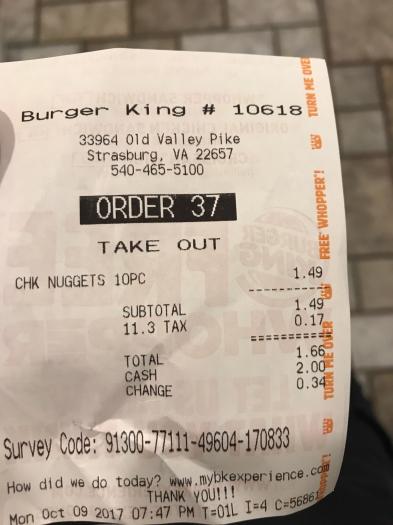 Burger King # 10618
33964 Old Valley Pike
Strasburg, VA 22657
540-465-5100
ORDER 37
TAKE OUT
CHK NUGGETS 10PC 1.49
SUBTOTAL 1.49
11.3 TAX 0.17
TOTAL 1.66
CASH 2.00
CHANGE 0.34
Survey Code: 91300-77111-49604-170833
How did we do today? www.mybkexperience.com
THANK YOU!!!
Mon Oct 09 2017 07:47 PM T=01L I=4 C=56861
TURN ME OVER
FREE WHOPPER!
TURN ME OVER